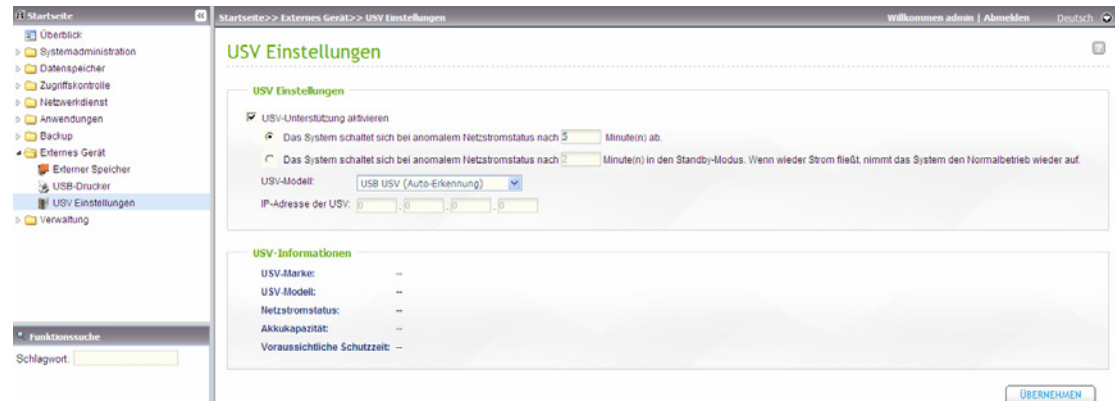 Startseite
Startseite>> Externes Gerät>> USV Einstellungen
Willkommen admin | Abmelden
Deutsch
Überblick
Systemadministration
Datenspeicher
Zugriffskontrolle
Netzwerkdienst
Anwendungen
Backup
Externes Gerät
Externer Speicher
USB-Drucker
USV Einstellungen
Verwaltung
Funktionssuche
Schlagwort:
USV Einstellungen
USV Einstellungen
USV-Unterstützung aktivieren
Das System schaltet sich bei anomalem Netzstromstatus nach 5 Minute(n) ab.
Das System schaltet sich bei anomalem Netzstromstatus nach 2 Minute(n) in den Standby-Modus. Wenn wieder Strom fließt, nimmt das System den Normalbetrieb wieder auf.
USV-Modell: USB USV (Auto-Erkennung)
IP-Adresse der USV: 0 . 0 . 0 . 0
USV-Informationen
USV-Marke: --
USV-Modell: --
Netzstromstatus: --
Akkukapazität: --
Voraussichtliche Schutzzeit: --
ÜBERNEHMEN